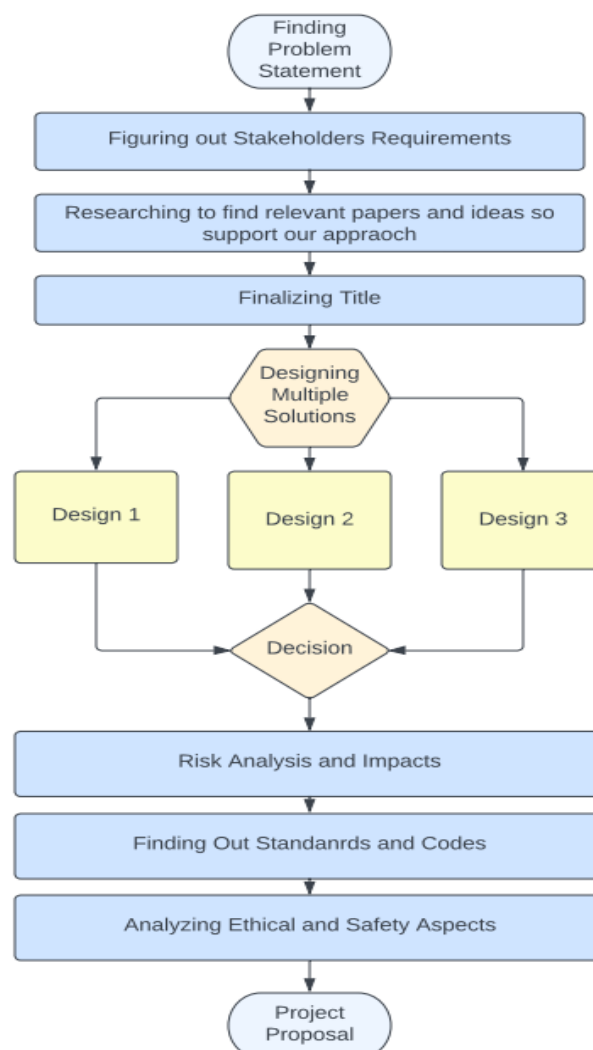 Finding
Problem
Statement
Figuring out Stakeholders Requirements
Researching to find relevant papers and ideas so
support our appraoch
Finalizing Title
Designing
Multiple
Solutions
Design 1
Design 2
Design 3
Decision
Risk Analysis and Impacts
Finding Out Standanrds and Codes
Analyzing Ethical and Safety Aspects
Project
Proposal